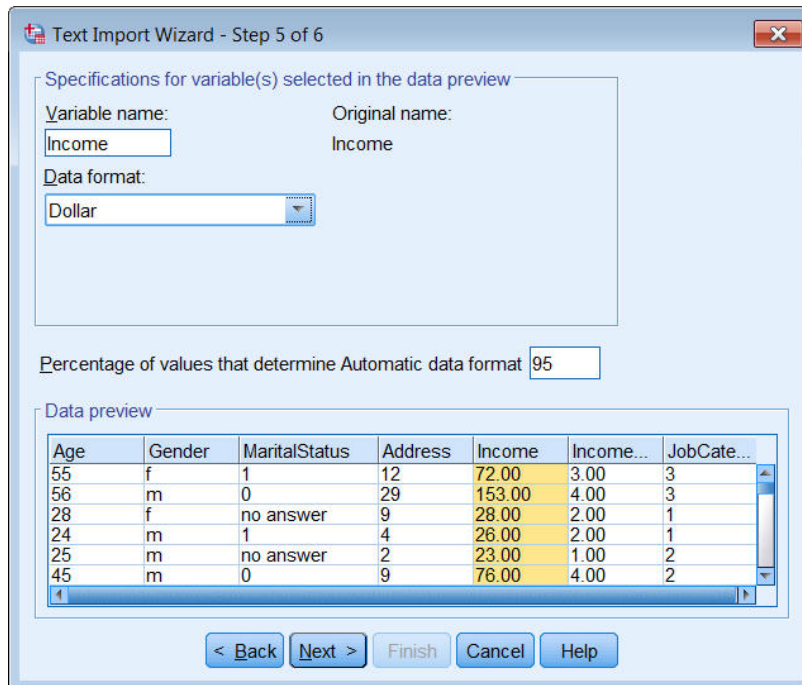 Text Import Wizard - Step 5 of 6
Specifications for variable(s) selected in the data preview
Variable name: Original name:
Income Income
Data format:
Dollar
Percentage of values that determine Automatic data format 95
Data preview
Age Gender MaritalStatus Address Income Income... JobCate...
55 f 1 12 72.00 3.00 3
56 m 0 29 153.00 4.00 3
28 f no answer 9 28.00 2.00 1
24 m 1 4 26.00 2.00 1
25 m no answer 2 23.00 1.00 2
45 m 0 9 76.00 4.00 2
< Back Next > Finish Cancel Help